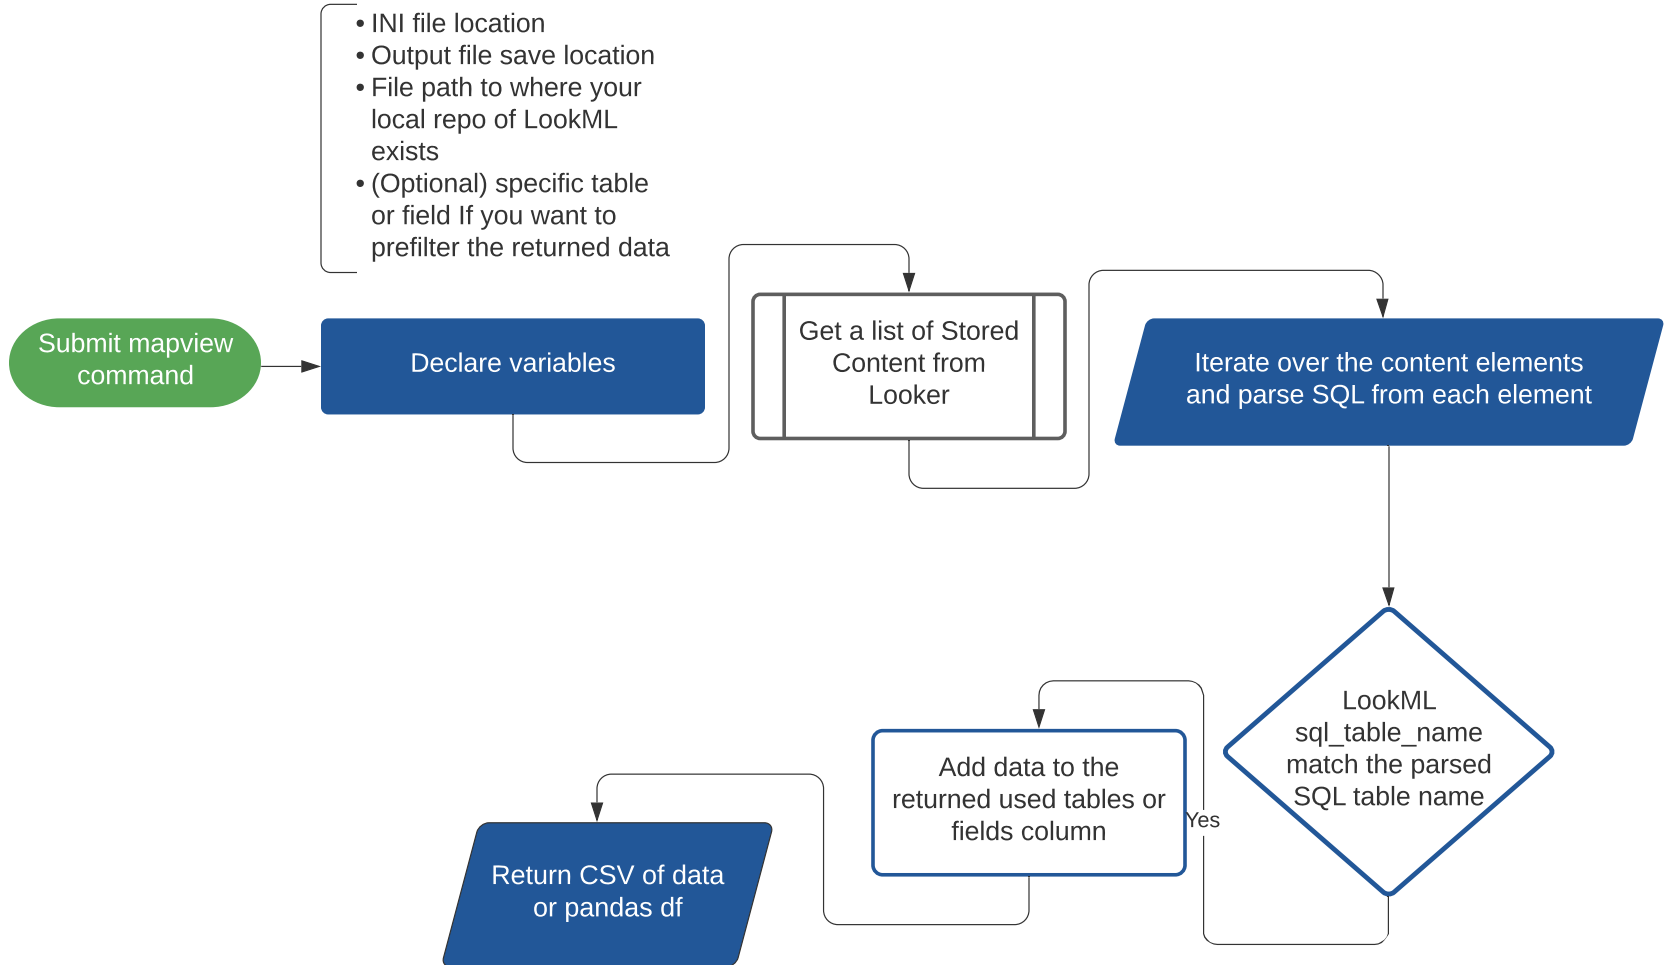 • INI file location
• Output file save location
• File path to where your
local repo of LookML
exists
• (Optional) specific table
or field If you want to
prefilter the returned data
Submit mapview
command
Declare variables
Get a list of Stored
Content from
Looker
Iterate over the content elements
and parse SQL from each element
LookML
sql_table_name
match the parsed
SQL table name
Yes
Add data to the
returned used tables or
fields column
Return CSV of data
or pandas df